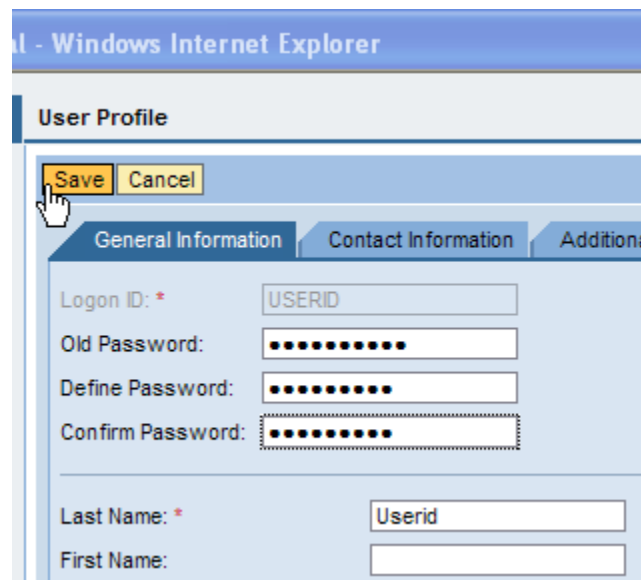 al - Windows Internet Explorer
User Profile
Save Cancel
General Information Contact Information Additiona
Logon ID: * USERID
Old Password: ••••••••••
Define Password: •••••••••
Confirm Password: •••••••••
Last Name: * Userid
First Name: